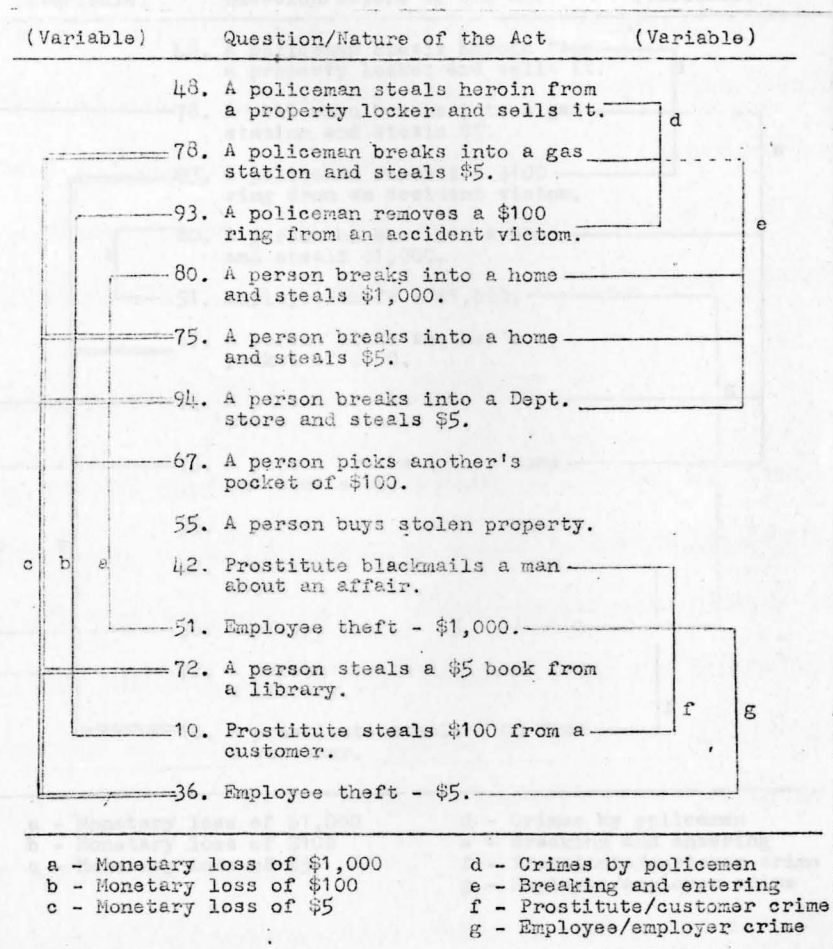 (Variable) Question/Nature of the Act (Variable)
48. A policeman steals heroin from
a property locker and sells it.
d
78. A policeman breaks into a gas
station and steals $5.
93. A policeman removes a $100
ring from an accident victom.
e
80. A person breaks into a home
and steals $1,000.
75. A person breaks into a home
and steals $5.
94. A person breaks into a Dept.
store and steals $5.
67. A person picks another's
pocket of $100.
55. A person buys stolen property.
c b a 42. Prostitute blackmails a man
about an affair.
51. Employee theft - $1,000.
72. A person steals a $5 book from
a library.
f g
10. Prostitute steals $100 from a
customer.
36. Employee theft - $5.
a - Monetary loss of $1,000
b - Monetary loss of $100
c - Monetary loss of $5
d - Crimes by policemen
e - Breaking and entering
f - Prostitute/customer crime
g - Employee/employer crime